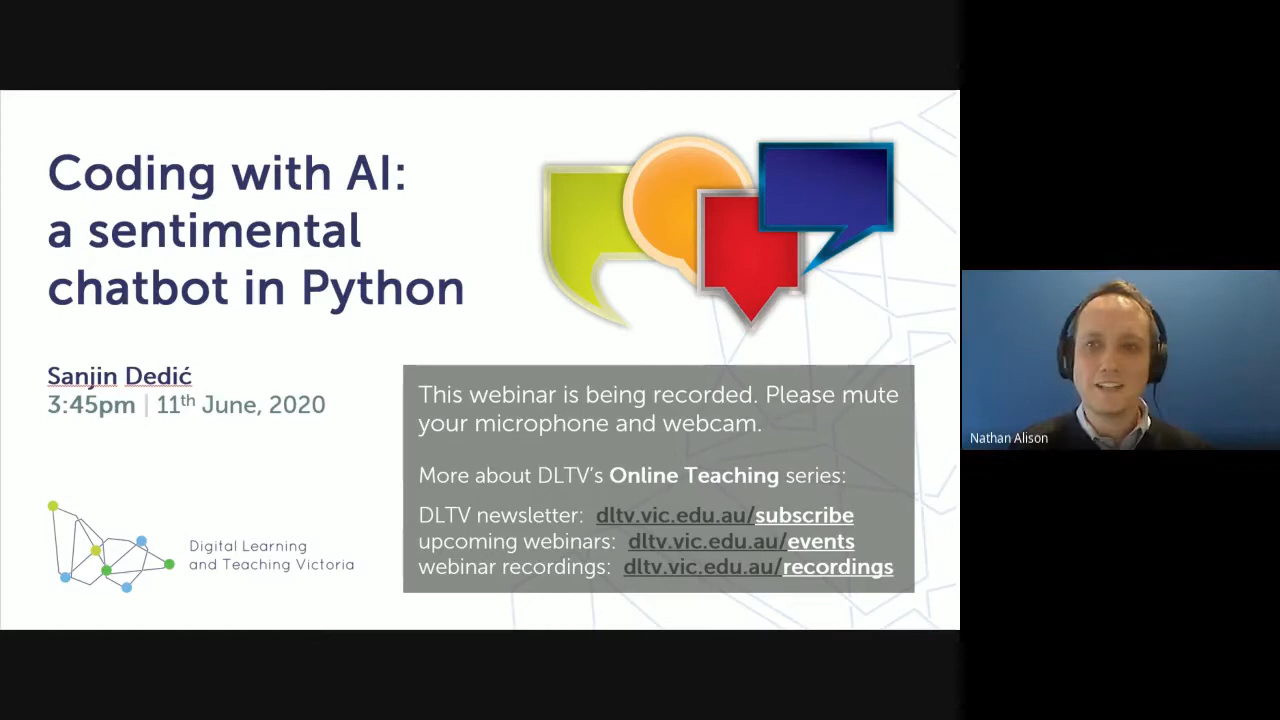 Coding with AI:
a sentimental
chatbot in Python
Sanjin Dedić
3:45pm | 11th June, 2020
This webinar is being recorded. Please mute
your microphone and webcam.
More about DLTV's Online Teaching series:
DLTV newsletter: dltv.vic.edu.au/subscribe
upcoming webinars: dltv.vic.edu.au/events
webinar recordings: dltv.vic.edu.au/recordings
Digital Learning
and Teaching Victoria
Nathan Alison